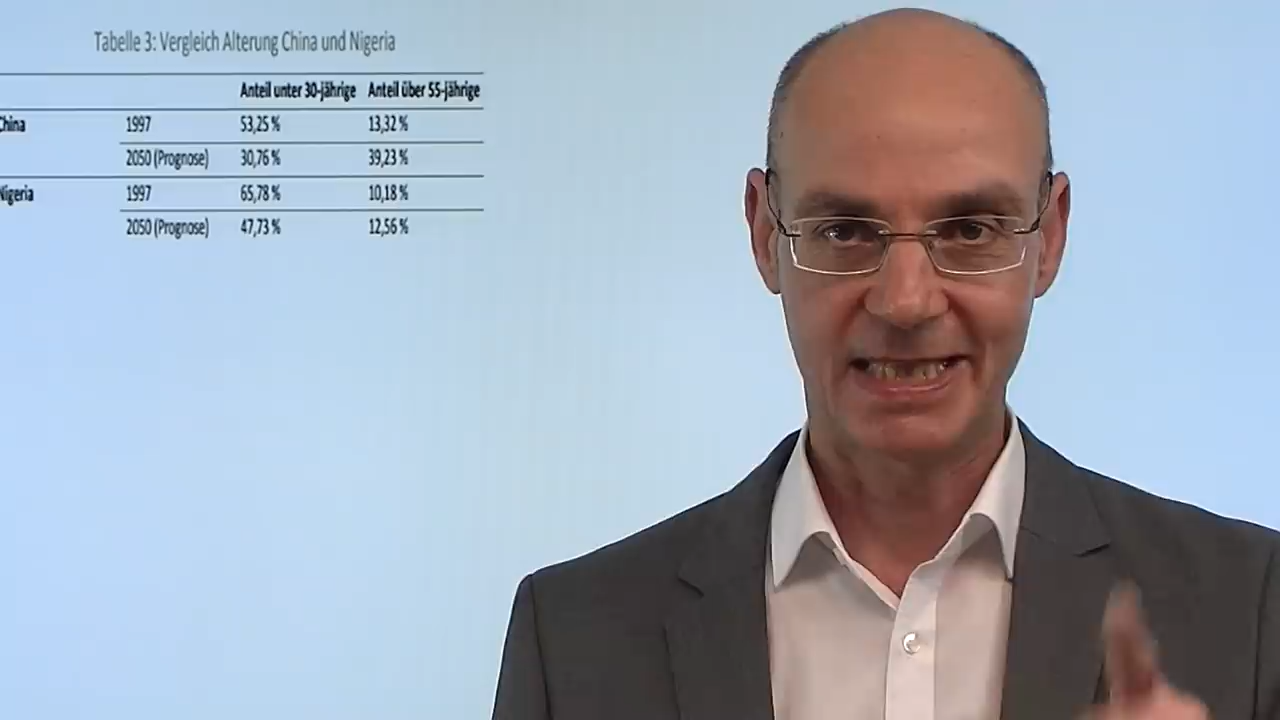 Tabelle 3: Vergleich Alterung China und Nigeria
Anteil unter 30-jährige Anteil über 55-jährige
China 1997 53,25 % 13,32 %
2050 (Prognose) 30,76 % 39,23 %
Nigeria 1997 65,78 % 10,18 %
2050 (Prognose) 47,73 % 12,56 %